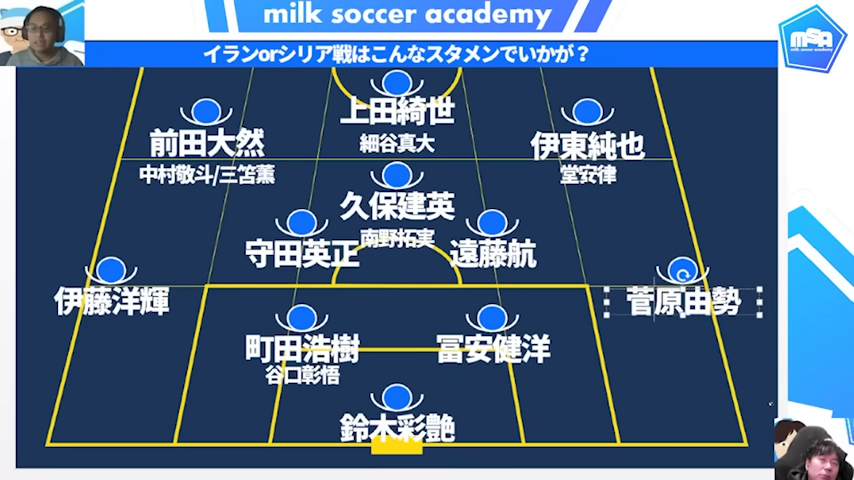 milk soccer academy
MSA
milk soccer academy
イランorシリア戦はこんなスタメンでいかが？
上田綺世
細谷真大
前田大然
中村敬斗/三笘薫
伊東純也
堂安律
久保建英
南野拓実
守田英正
遠藤航
伊藤洋輝
菅原由勢
町田浩樹
谷口彰悟
冨安健洋
鈴木彩艶